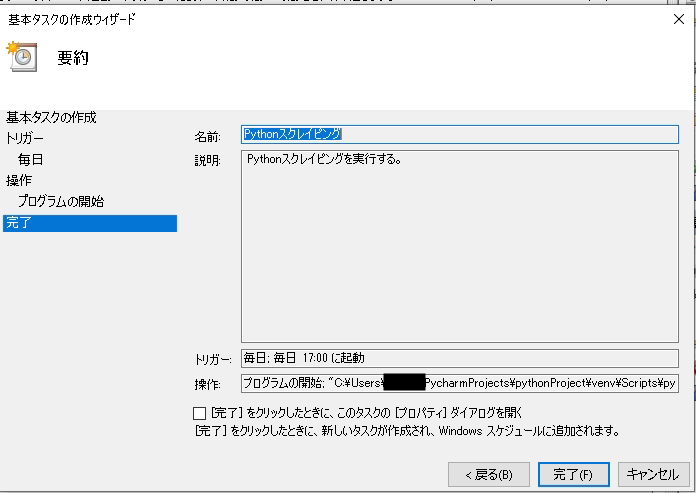 基本タスクの作成ウィザード
要約
基本タスクの作成
トリガー
毎日
操作
プログラムの開始
完了
名前: Pythonスクレイピング
説明: Pythonスクレイピングを実行する。
トリガー: 毎日; 毎日 17:00 に起動
操作: プログラムの開始; "C:¥Users¥ PycharmProjects¥pythonProject¥venv¥Scripts¥py
[完了] をクリックしたときに、このタスクの [プロパティ] ダイアログを開く
[完了] をクリックしたときに、新しいタスクが作成され、Windows スケジュールに追加されます。
< 戻る(B) 完了(F) キャンセル